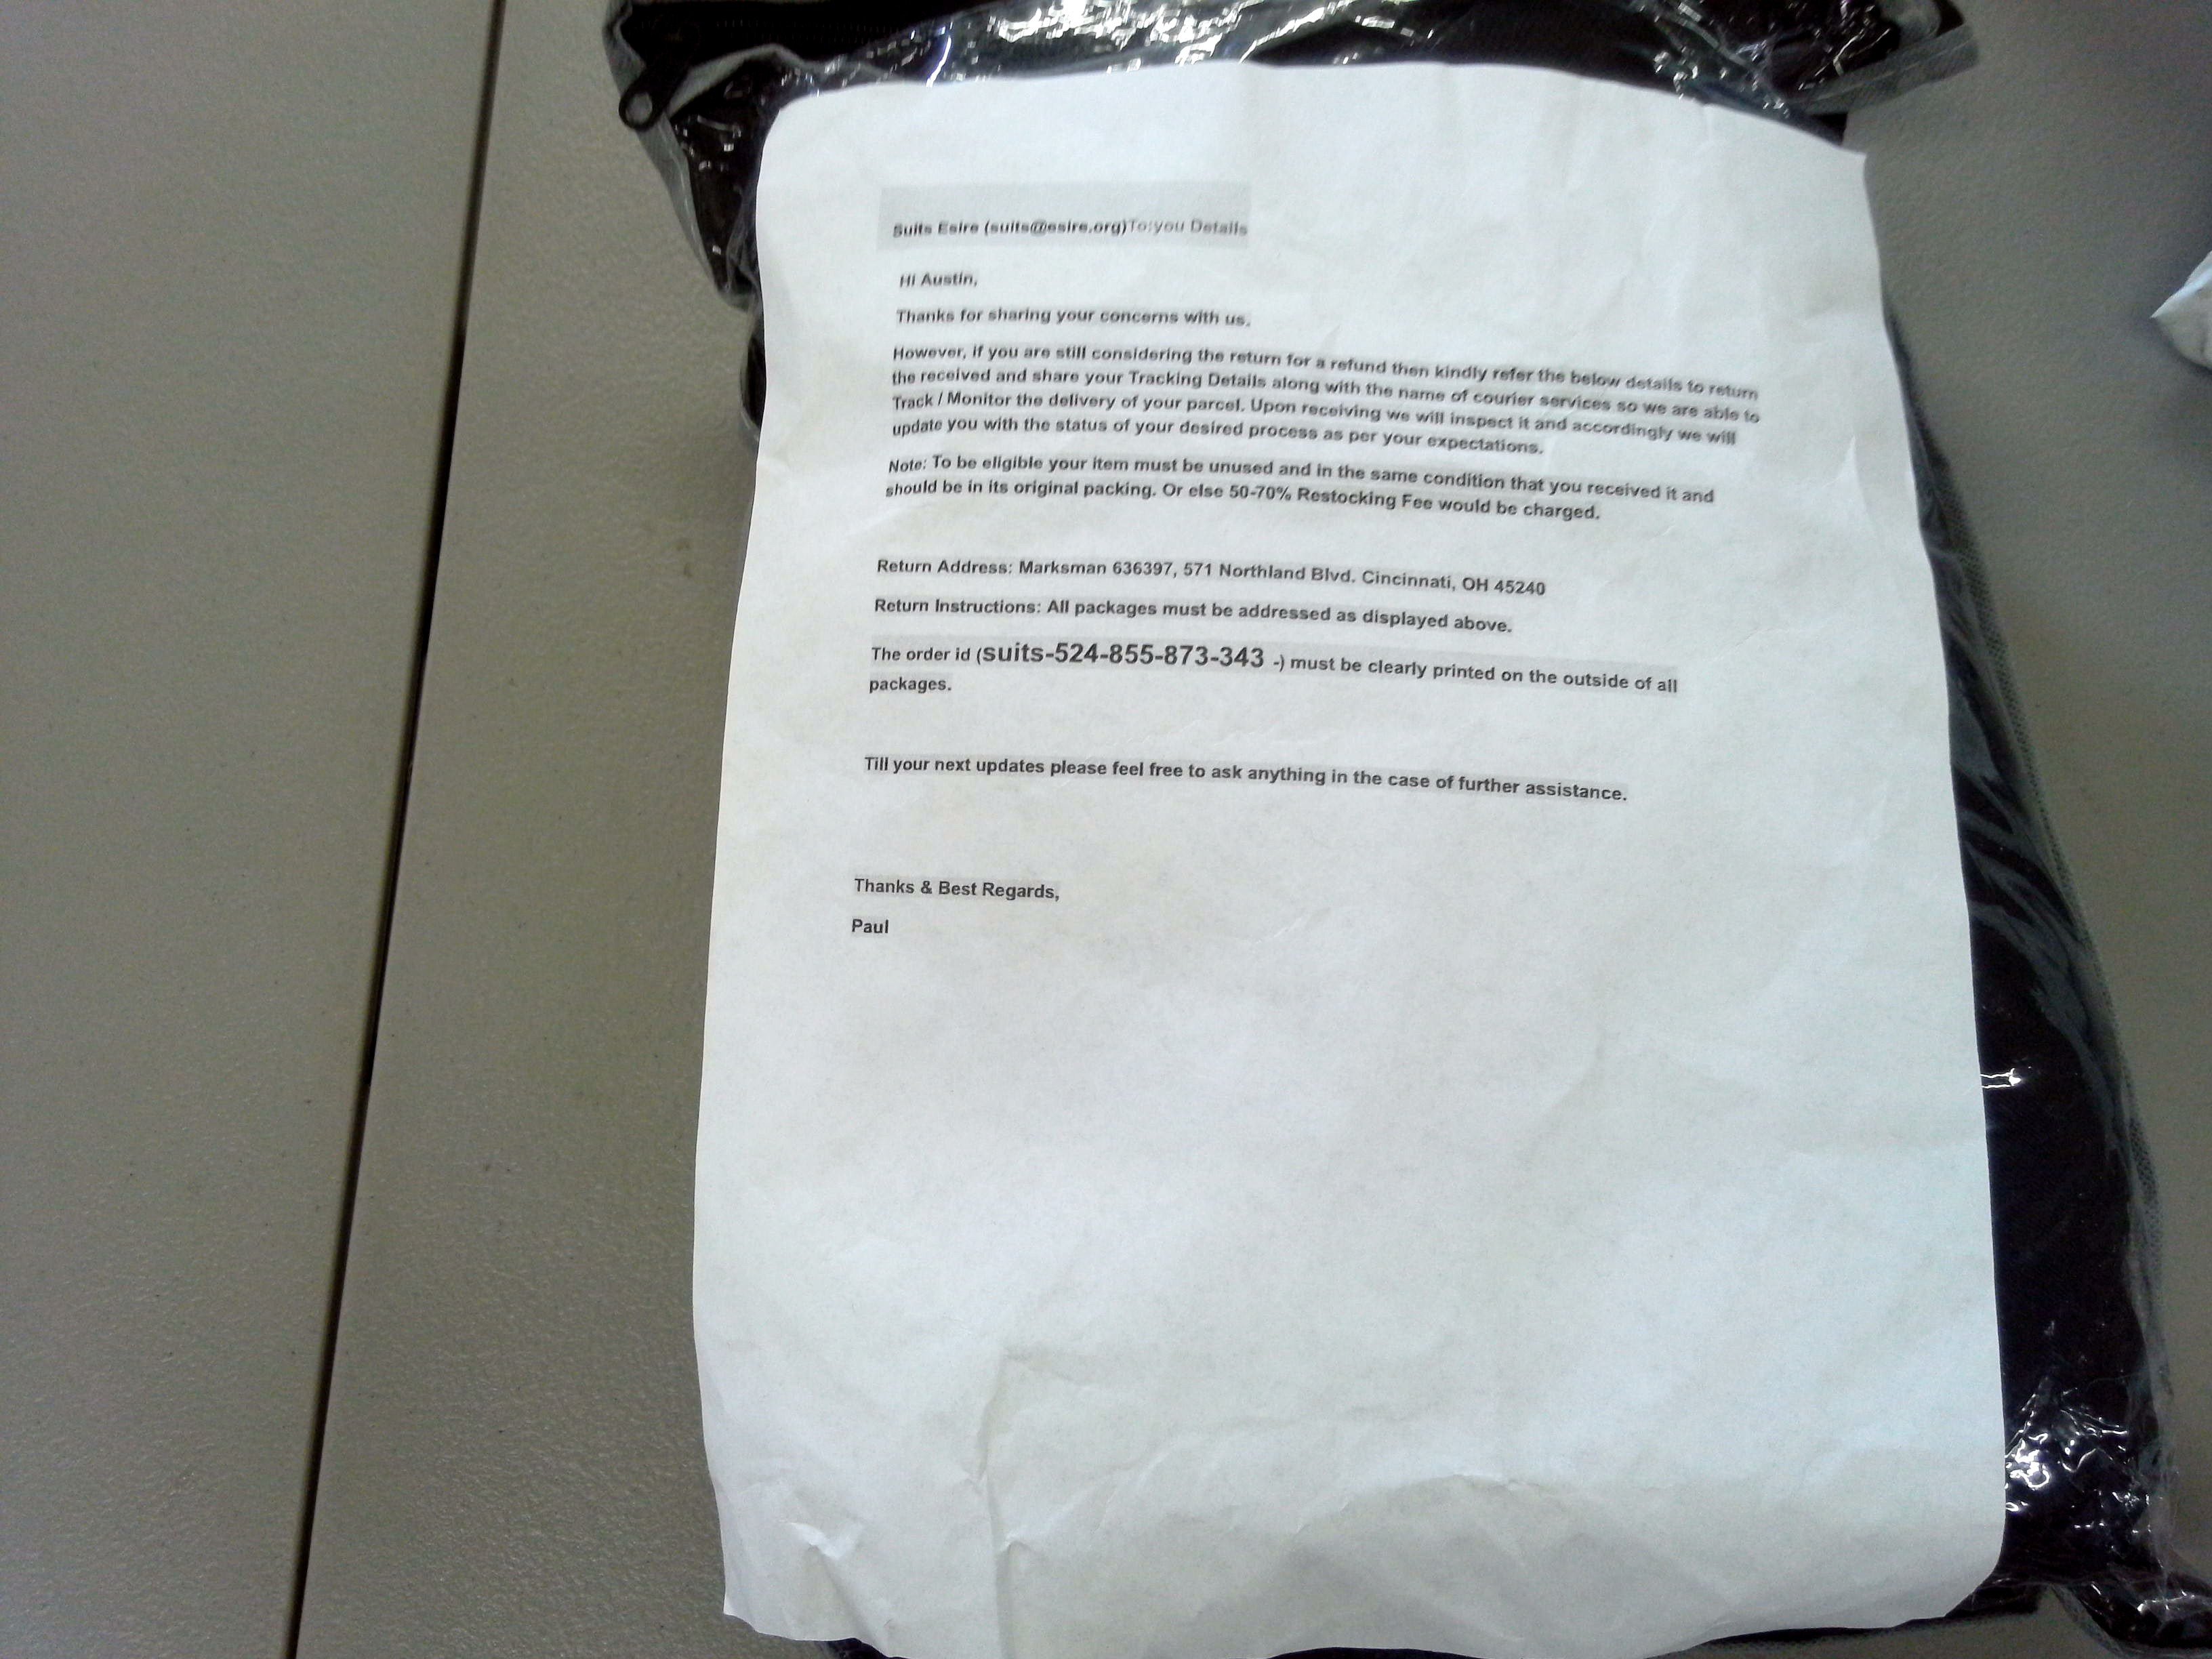 Suits Esire (suits@esire.org)To:you Details
Hi Austin,
Thanks for sharing your concerns with us.
However, if you are still considering the return for a refund then kindly refer the below details to return
the received and share your Tracking Details along with the name of courier services so we are able to
Track / Monitor the delivery of your parcel. Upon receiving we will inspect it and accordingly we will
update you with the status of your desired process as per your expectations.
Note: To be eligible your item must be unused and in the same condition that you received it and
should be in its original packing. Or else 50-70% Restocking Fee would be charged.
Return Address: Marksman 636397, 571 Northland Blvd. Cincinnati, OH 45240
Return Instructions: All packages must be addressed as displayed above.
The order id (suits-524-855-873-343 -) must be clearly printed on the outside of all
packages.
Till your next updates please feel free to ask anything in the case of further assistance.
Thanks & Best Regards,
Paul